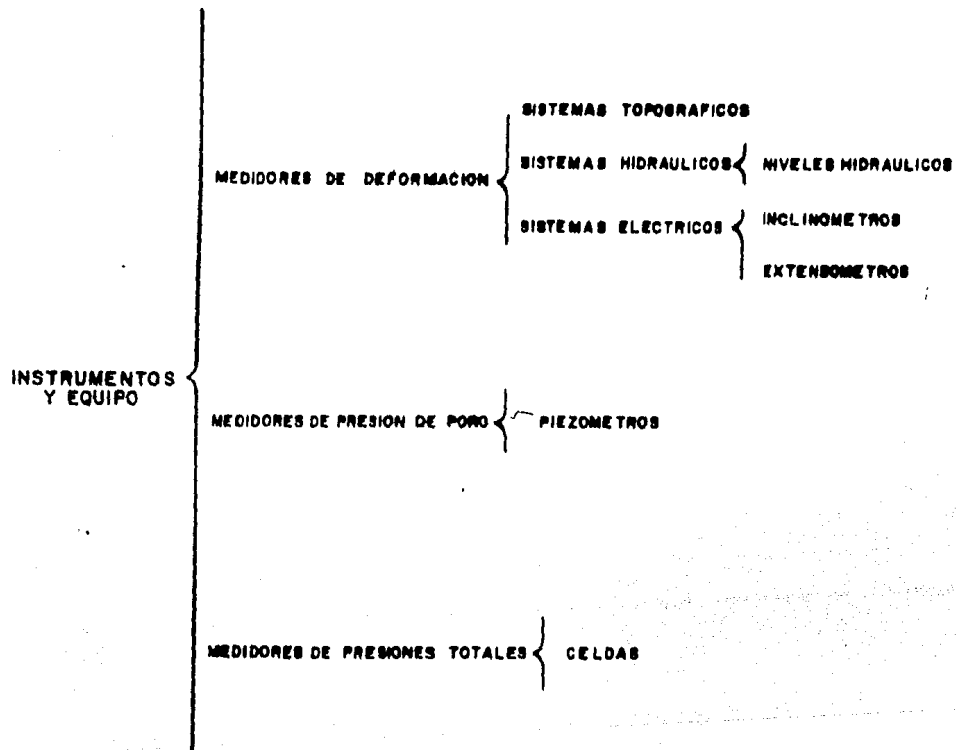 SISTEMAS TOPOGRAFICOS
MEDIDORES DE DEFORMACION
SISTEMAS HIDRAULICOS
NIVELES HIDRAULICOS
SISTEMAS ELECTRICOS
INCLINOMETROS
EXTENSOMETROS
INSTRUMENTOS
Y EQUIPO
MEDIDORES DE PRESION DE PORO
PIEZOMETROS
MEDIDORES DE PRESIONES TOTALES
CELDAS